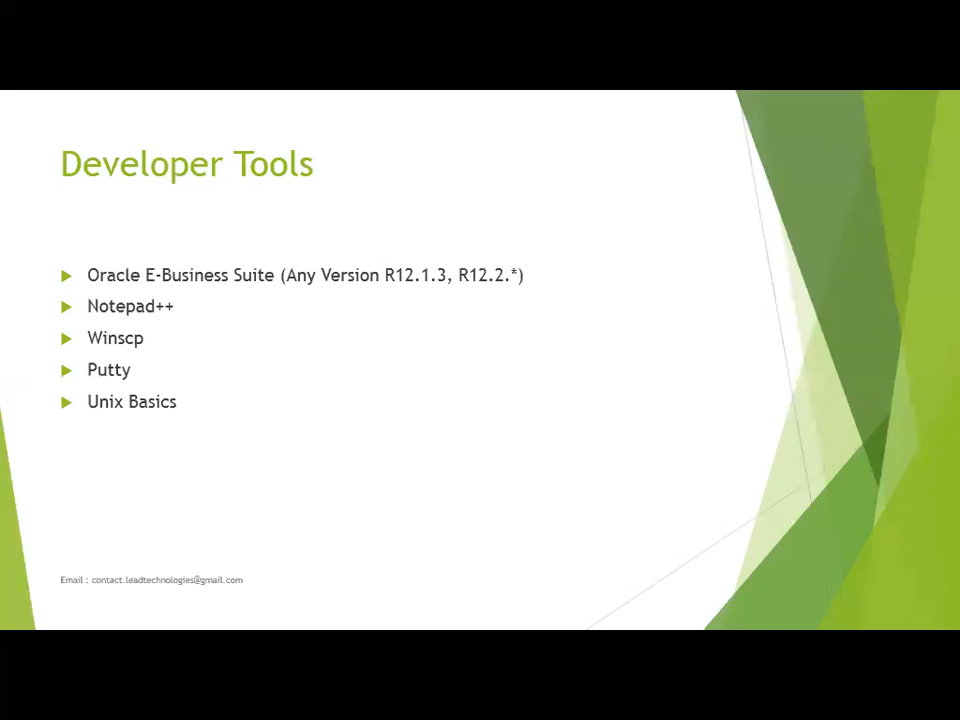 Developer Tools
Oracle E-Business Suite (Any Version R12.1.3, R12.2.*)
Notepad++
Winscp
Putty
Unix Basics
Email : contact.leadtechnologies@gmail.com